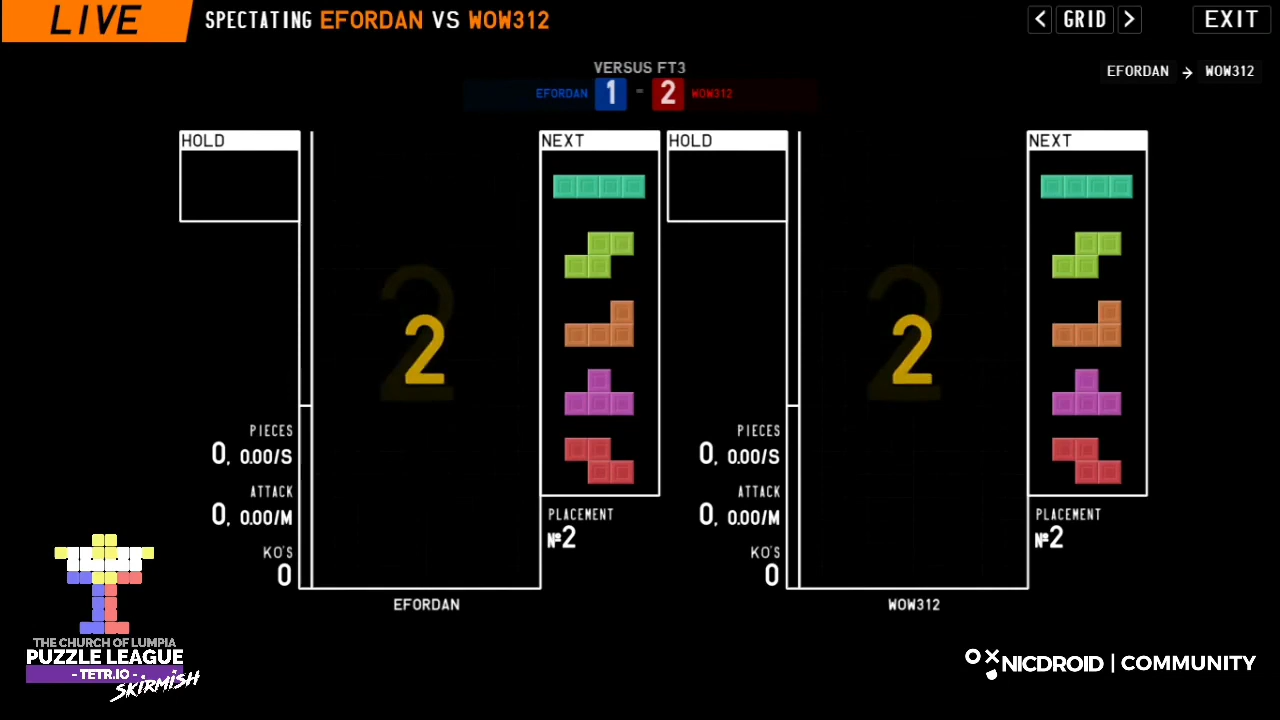 LIVE
SPECTATING EFORDAN VS WOW312
< GRID >
EXIT
VERSUS FT3
EFORDAN 1 - 2 WOW312
EFORDAN → WOW312
HOLD
NEXT
HOLD
NEXT
2
2
PIECES
0, 0.00/S
ATTACK
0, 0.00/M
KO'S
0
PLACEMENT
№2
EFORDAN
PIECES
0, 0.00/S
ATTACK
0, 0.00/M
KO'S
0
PLACEMENT
№2
WOW312
THE CHURCH OF LUMPIA
PUZZLE LEAGUE
- TETR.IO -
SKIRMISH
NICDROID | COMMUNITY